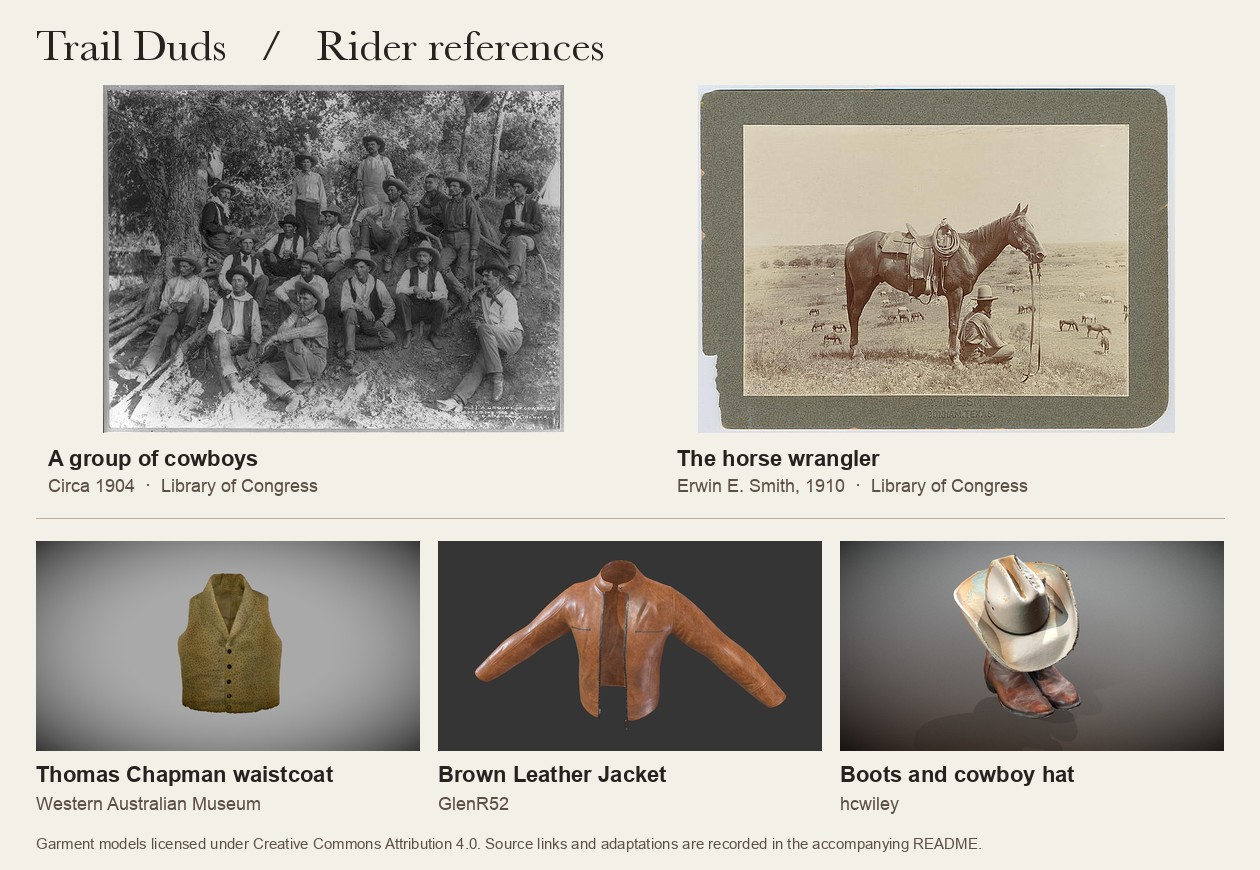 Trail Duds / Rider references
BONHAM, TEXAS.
A group of cowboys
Circa 1904 · Library of Congress
The horse wrangler
Erwin E. Smith, 1910 · Library of Congress
Thomas Chapman waistcoat
Western Australian Museum
Brown Leather Jacket
GlenR52
Boots and cowboy hat
hcwiley
Garment models licensed under Creative Commons Attribution 4.0. Source links and adaptations are recorded in the accompanying README.